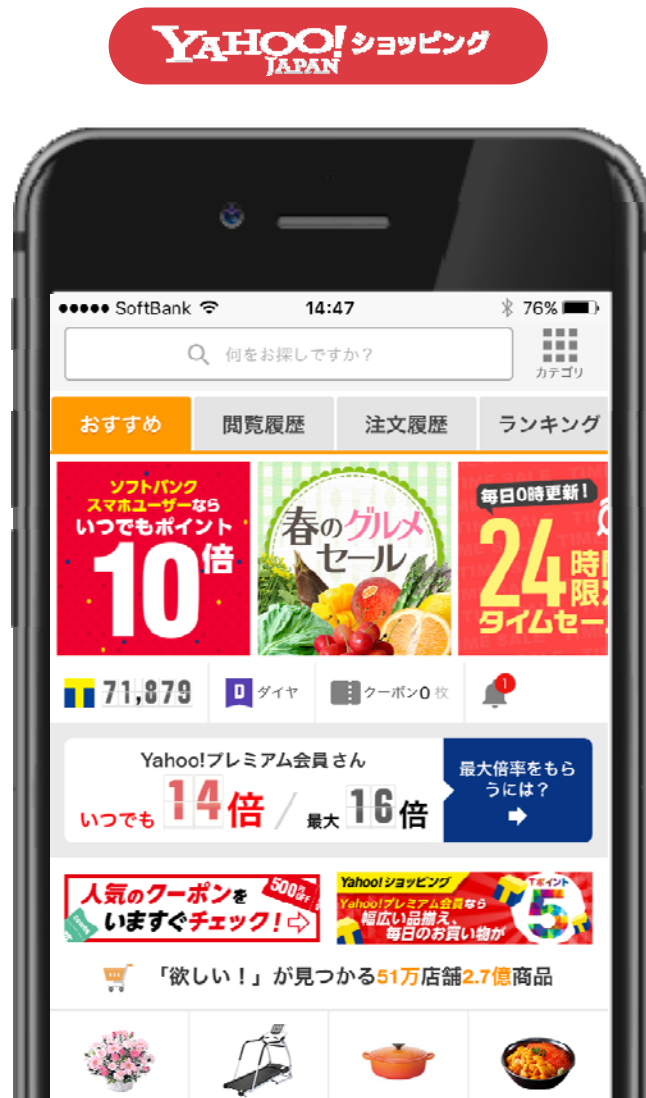 YAHOO! ショッピング
JAPAN
SoftBank
14:47
76%
何をお探しですか？
カテゴリ
おすすめ
閲覧履歴
注文履歴
ランキング
ソフトバンク
スマホユーザーなら
いつでもポイント
10倍
春のグルメ
セール
毎日0時更新！
24時
限
タイムセー
T 71,879
D ダイヤ
クーポン0 枚
1
Yahoo!プレミアム会員さん
いつでも 14倍 / 最大 16倍
最大倍率をもら
うには？
人気のクーポンを
500円OFF
いますぐチェック！
Yahoo!ショッピング
Yahoo!プレミアム会員なら
幅広い品揃え、
毎日のお買い物が
Tポイント
5
「欲しい！」が見つかる51万店舗2.7億商品